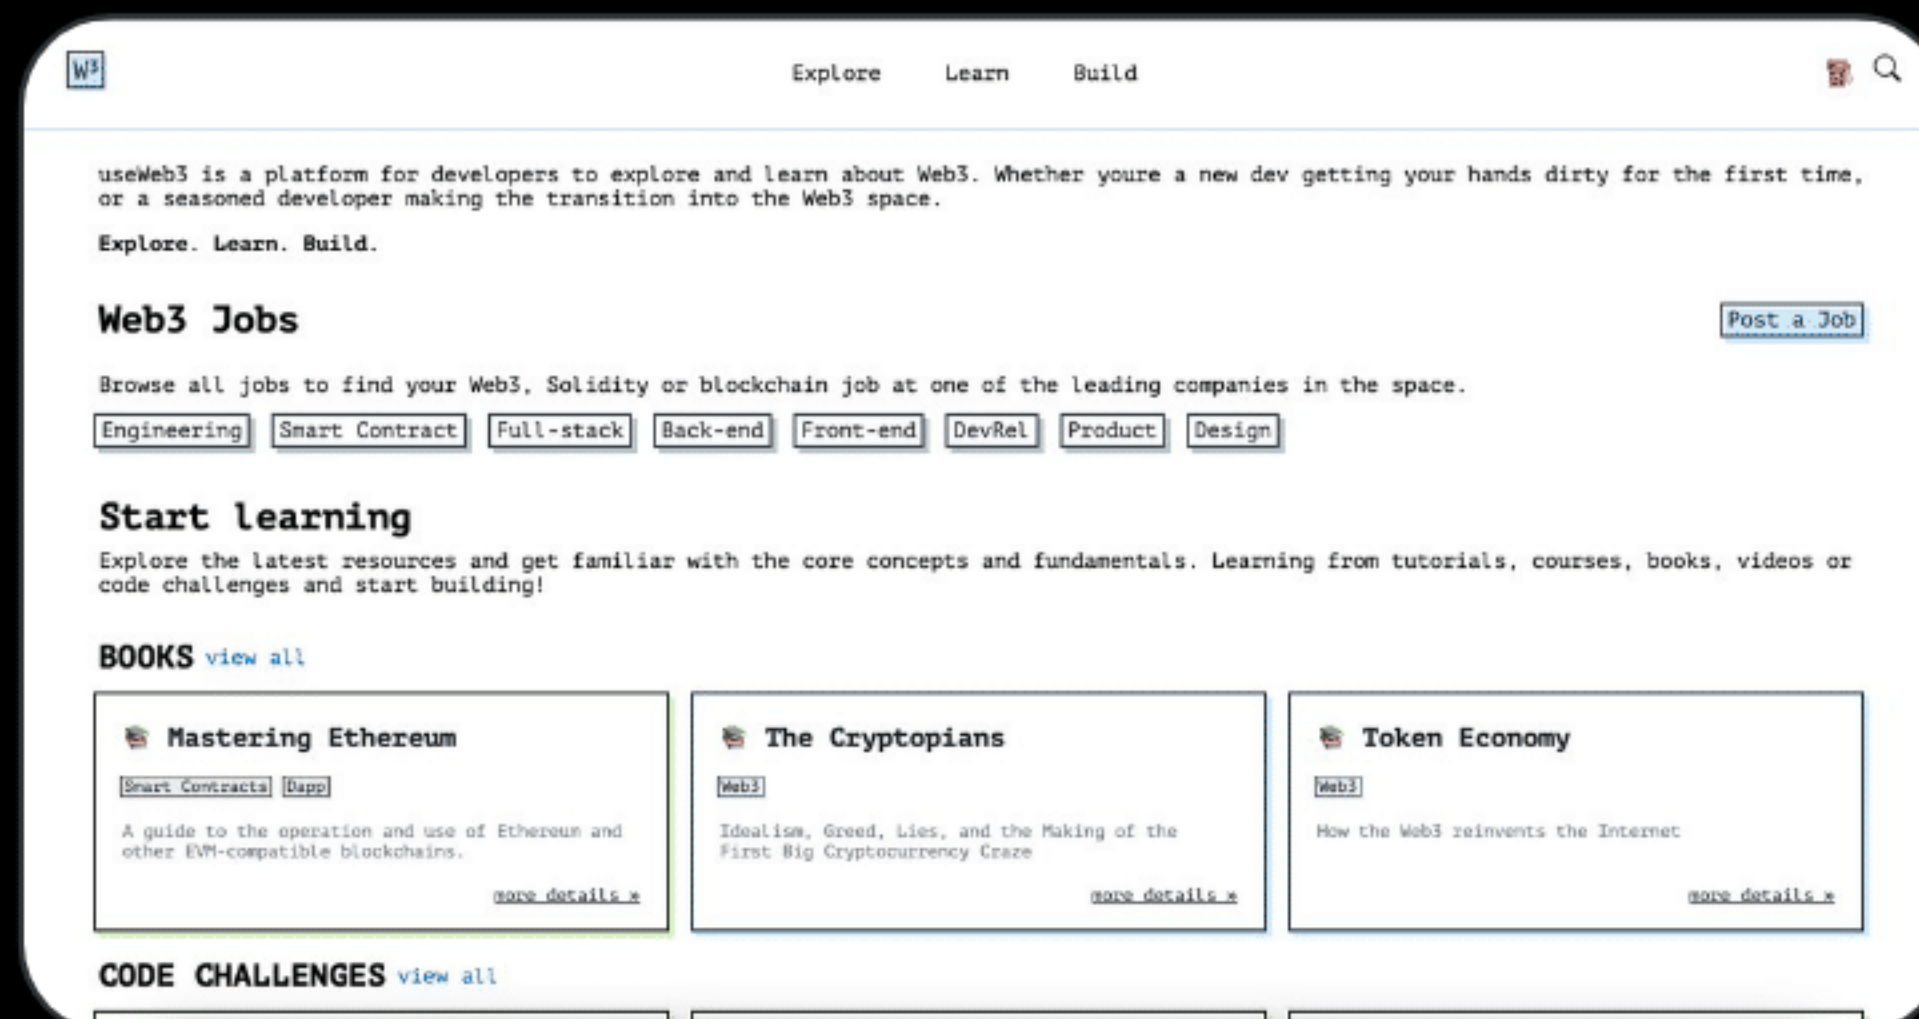 W3
Explore Learn Build
useWeb3 is a platform for developers to explore and learn about Web3. Whether youre a new dev getting your hands dirty for the first time,
or a seasoned developer making the transition into the Web3 space.
Explore. Learn. Build.
Web3 Jobs
Post a Job
Browse all jobs to find your Web3, Solidity or blockchain job at one of the leading companies in the space.
Engineering Smart Contract Full-stack Back-end Front-end DevRel Product Design
Start learning
Explore the latest resources and get familiar with the core concepts and fundamentals. Learning from tutorials, courses, books, videos or
code challenges and start building!
BOOKS view all
📚 Mastering Ethereum
Smart Contracts Dapp
A guide to the operation and use of Ethereum and
other EVM-compatible blockchains.
more details »
📚 The Cryptopians
Web3
Idealism, Greed, Lies, and the Making of the
First Big Cryptocurrency Craze
more details »
📚 Token Economy
Web3
How the Web3 reinvents the Internet
more details »
CODE CHALLENGES view all